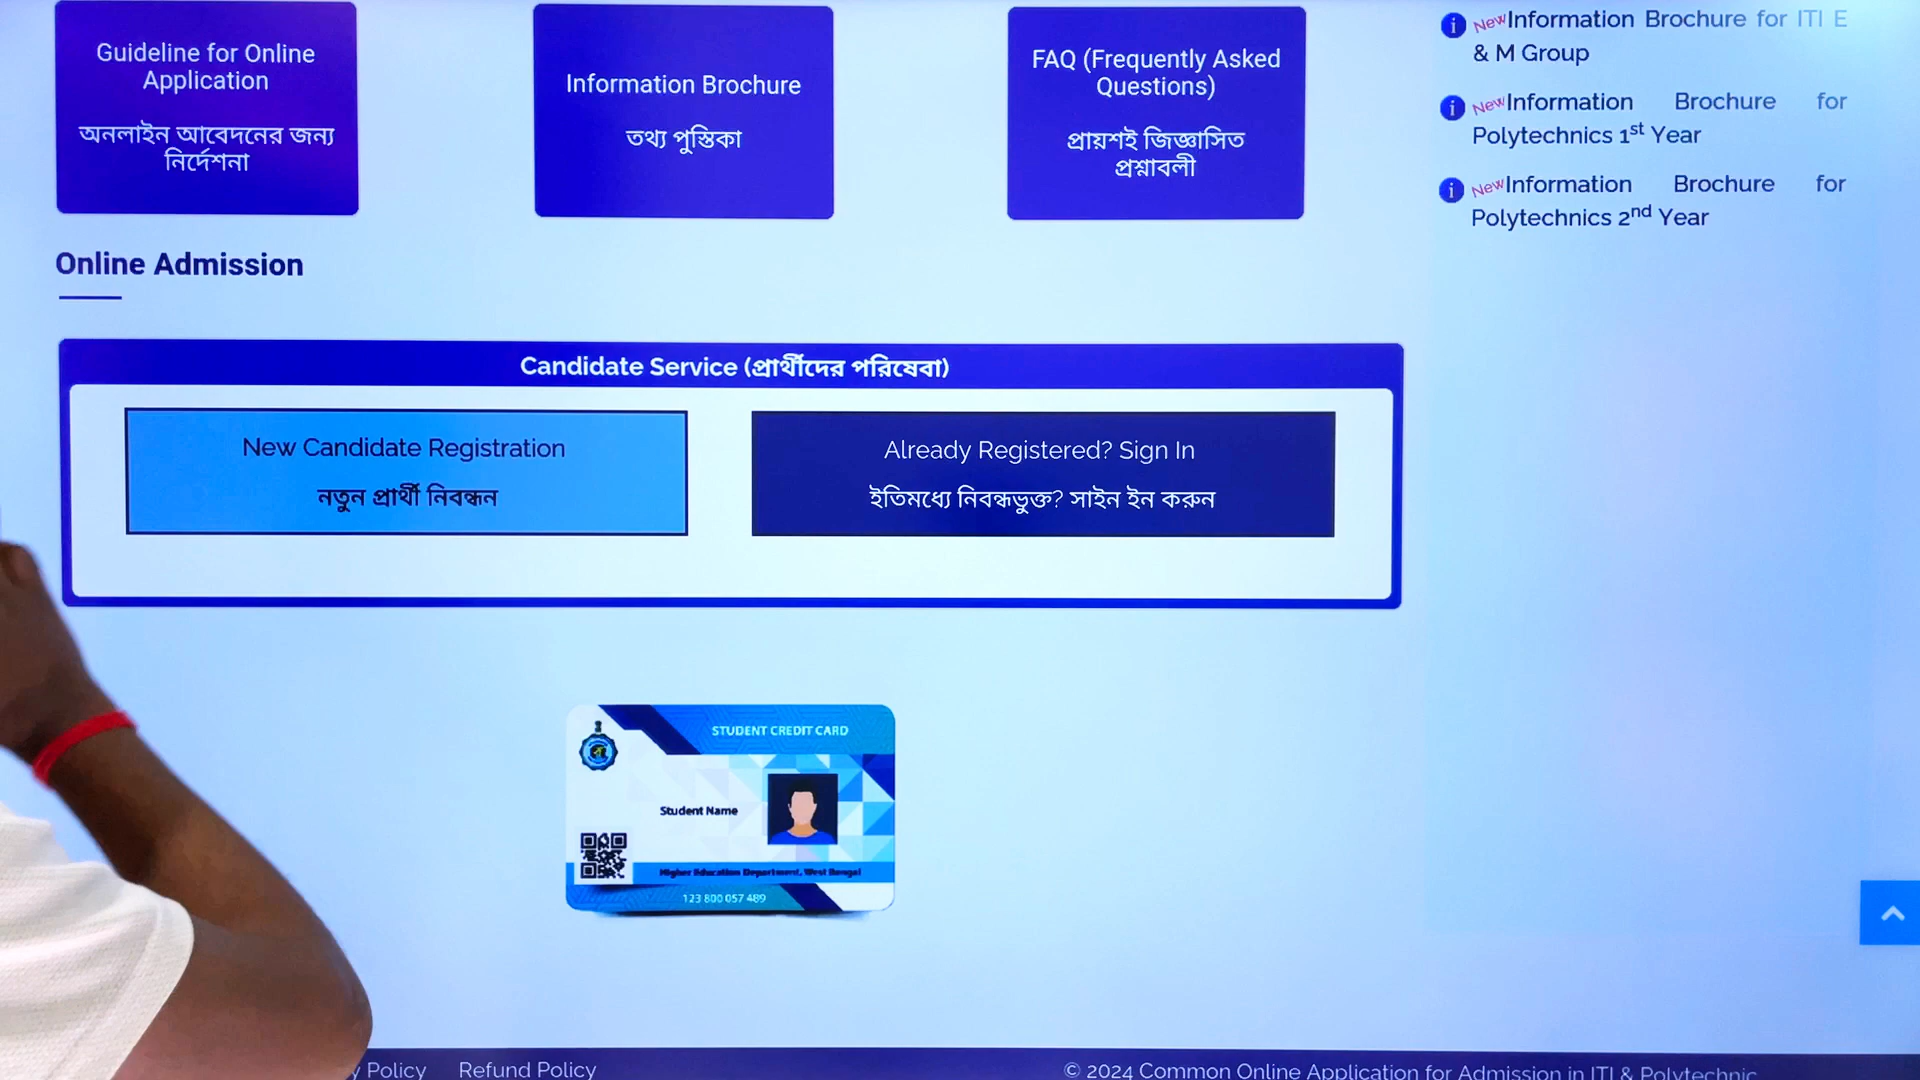 Guideline for Online
Application
অনলাইন আবেদনের জন্য
নির্দেশনা
Information Brochure
তথ্য পুস্তিকা
FAQ (Frequently Asked
Questions)
প্রায়শই জিজ্ঞাসিত
প্রশ্নাবলী
New Information Brochure for ITI E
& M Group
New Information Brochure for
Polytechnics 1st Year
New Information Brochure for
Polytechnics 2nd Year
Online Admission
Candidate Service (প্রার্থীদের পরিষেবা)
New Candidate Registration
নতুন প্রার্থী নিবন্ধন
Already Registered? Sign In
ইতিমধ্যে নিবন্ধভুক্ত? সাইন ইন করুন
STUDENT CREDIT CARD
Student Name
Higher Education Department, West Bengal
123 800 057 489
Policy Refund Policy
© 2024 Common Online Application for Admission in ITI & Polytechnic